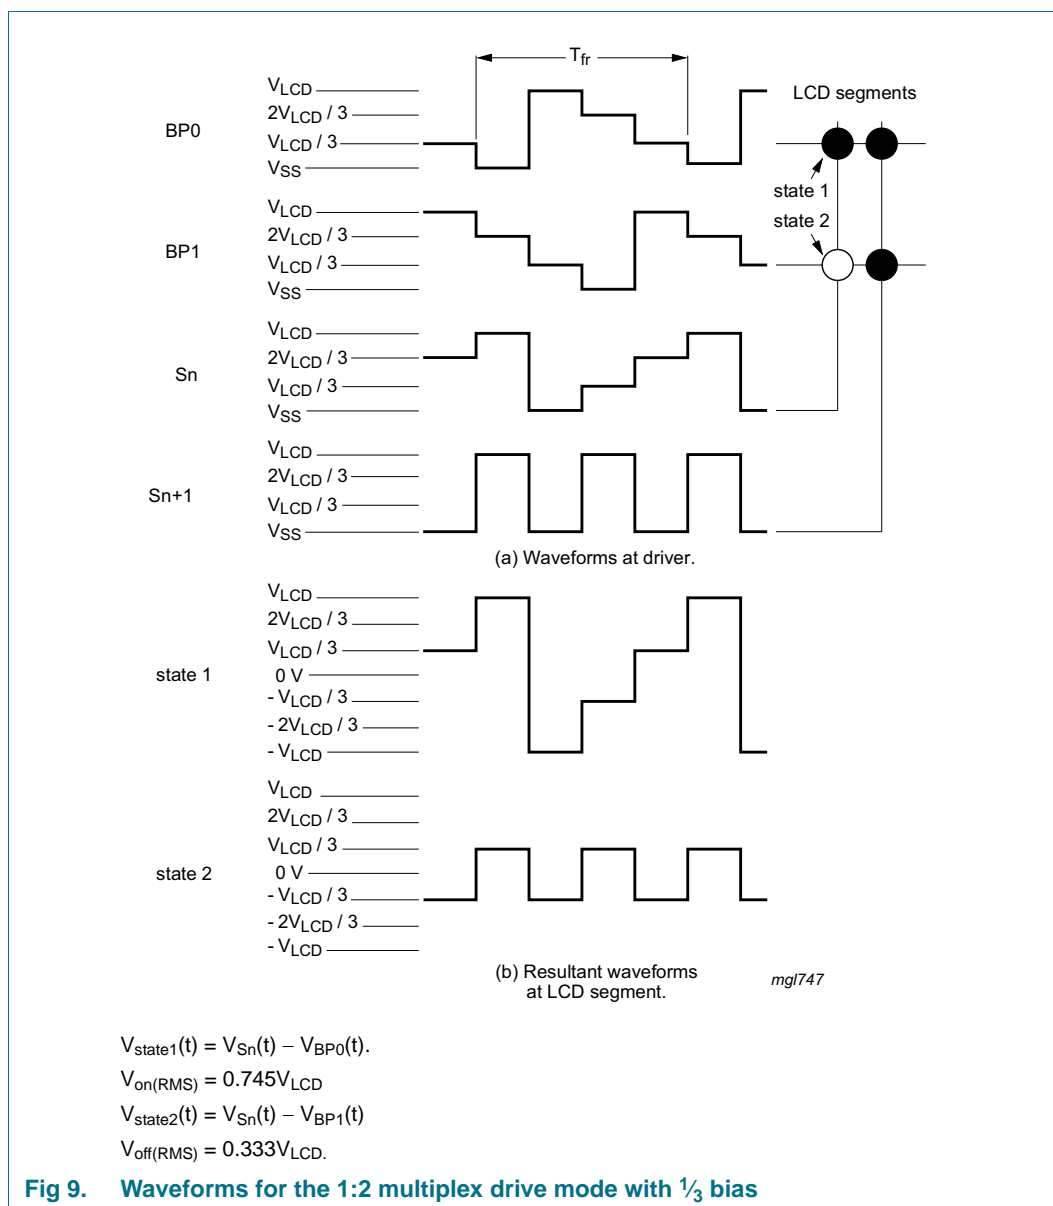 Tfr
VLCD
2VLCD / 3
VLCD / 3
VSS
BP0
LCD segments
state 1
state 2
VLCD
2VLCD / 3
VLCD / 3
VSS
BP1
VLCD
2VLCD / 3
VLCD / 3
VSS
Sn
VLCD
2VLCD / 3
VLCD / 3
VSS
Sn+1
(a) Waveforms at driver.
VLCD
2VLCD / 3
VLCD / 3
0 V
- VLCD / 3
- 2VLCD / 3
- VLCD
state 1
VLCD
2VLCD / 3
VLCD / 3
0 V
- VLCD / 3
- 2VLCD / 3
- VLCD
state 2
(b) Resultant waveforms
at LCD segment.
mgl747
Vstate1(t) = VSn(t) − VBP0(t).
Von(RMS) = 0.745VLCD
Vstate2(t) = VSn(t) − VBP1(t)
Voff(RMS) = 0.333VLCD.
Fig 9. Waveforms for the 1:2 multiplex drive mode with 1⁄3 bias